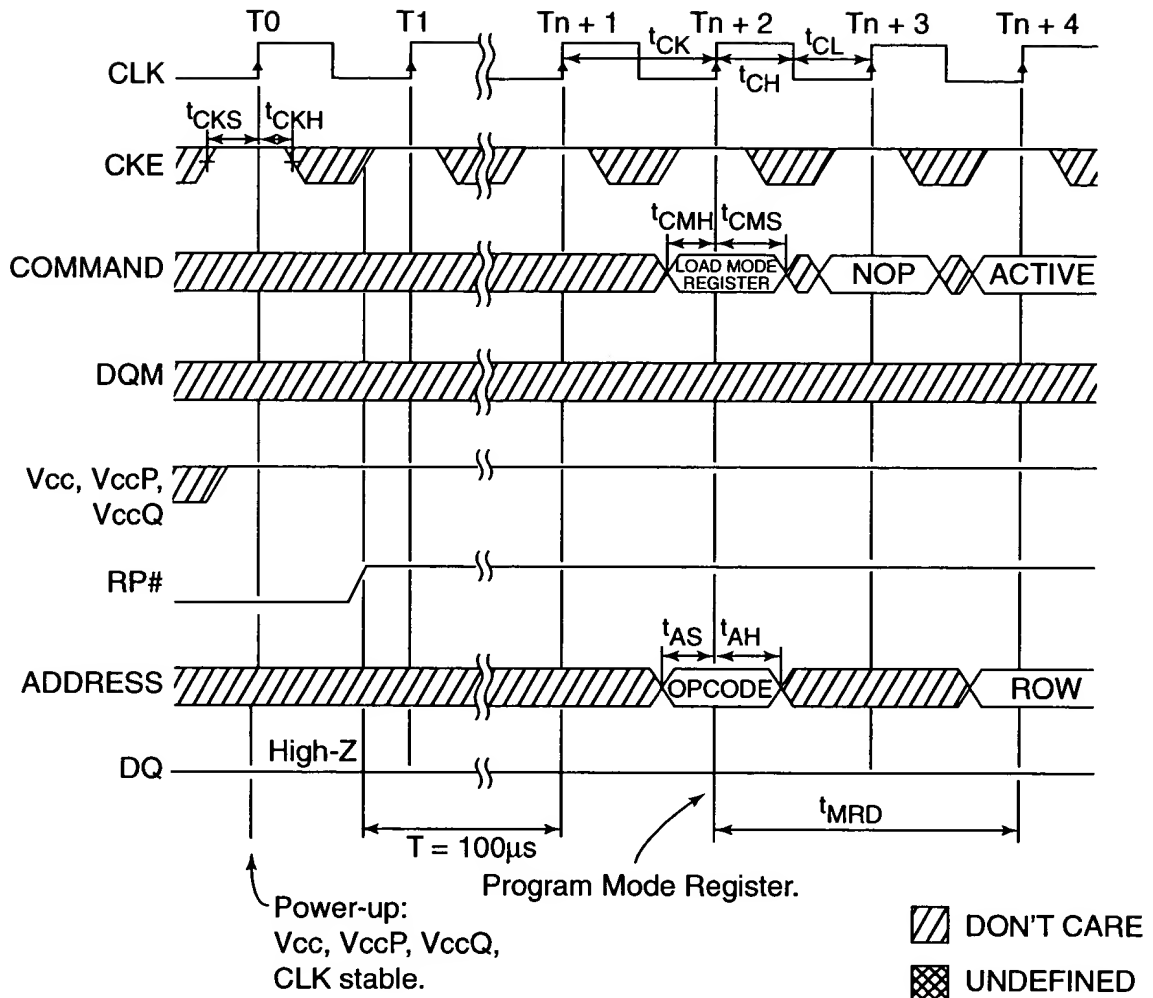 T0 T1 Tn + 1 Tn + 2 Tn + 3 Tn + 4
tCK tCL
CLK
tCH
tCKS tCKH
CKE
tCMH tCMS
COMMAND LOAD MODE REGISTER NOP ACTIVE
DQM
Vcc, VccP,
VccQ
RP#
tAS tAH
ADDRESS OPCODE ROW
High-Z
DQ
tMRD
T = 100µs
Program Mode Register.
Power-up:
Vcc, VccP, VccQ,
CLK stable.
DON'T CARE
UNDEFINED